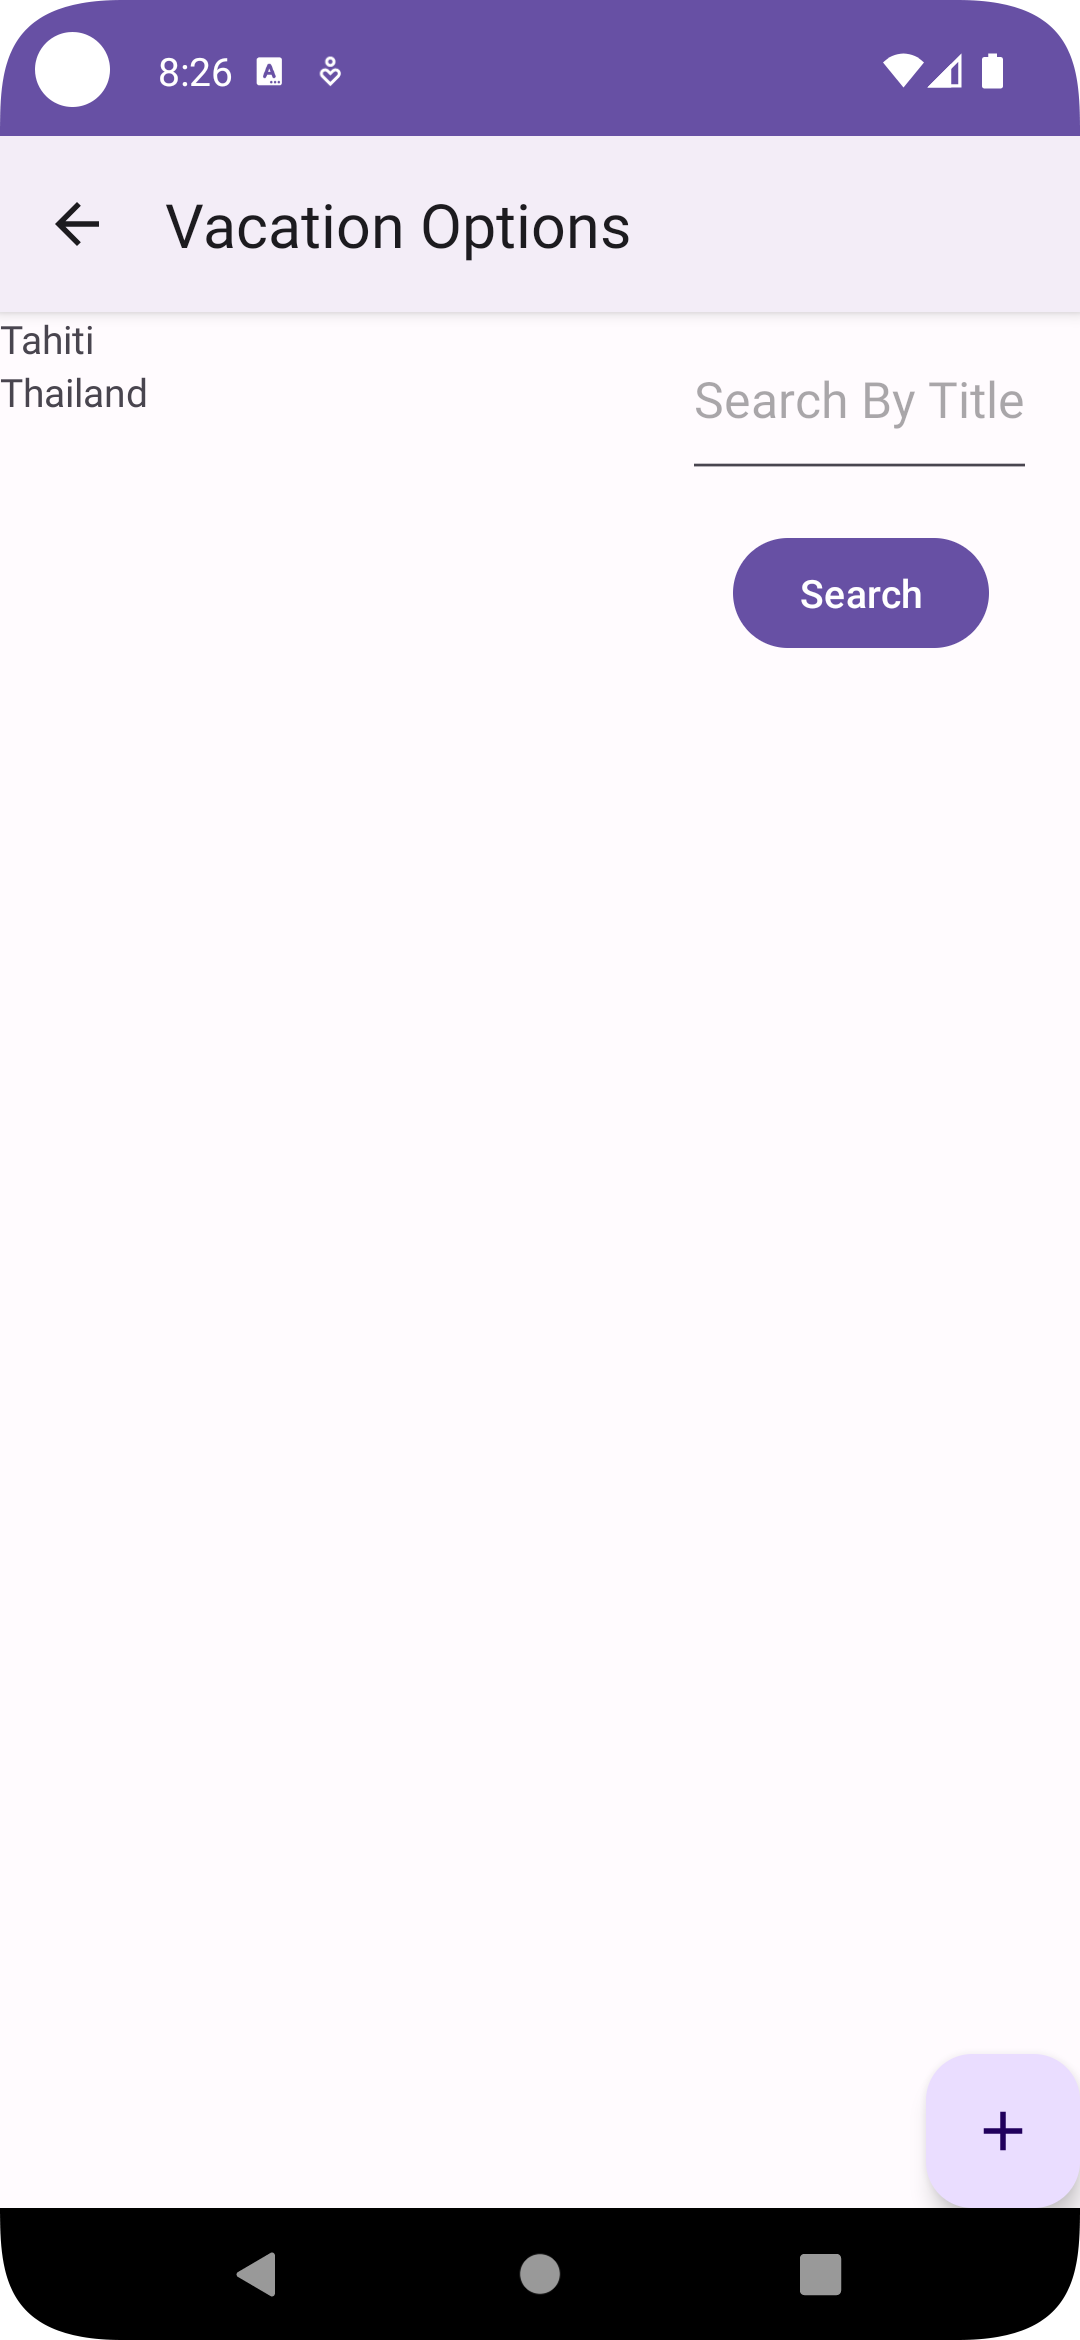 8:26
Vacation Options
Tahiti
Thailand
Search By Title
Search